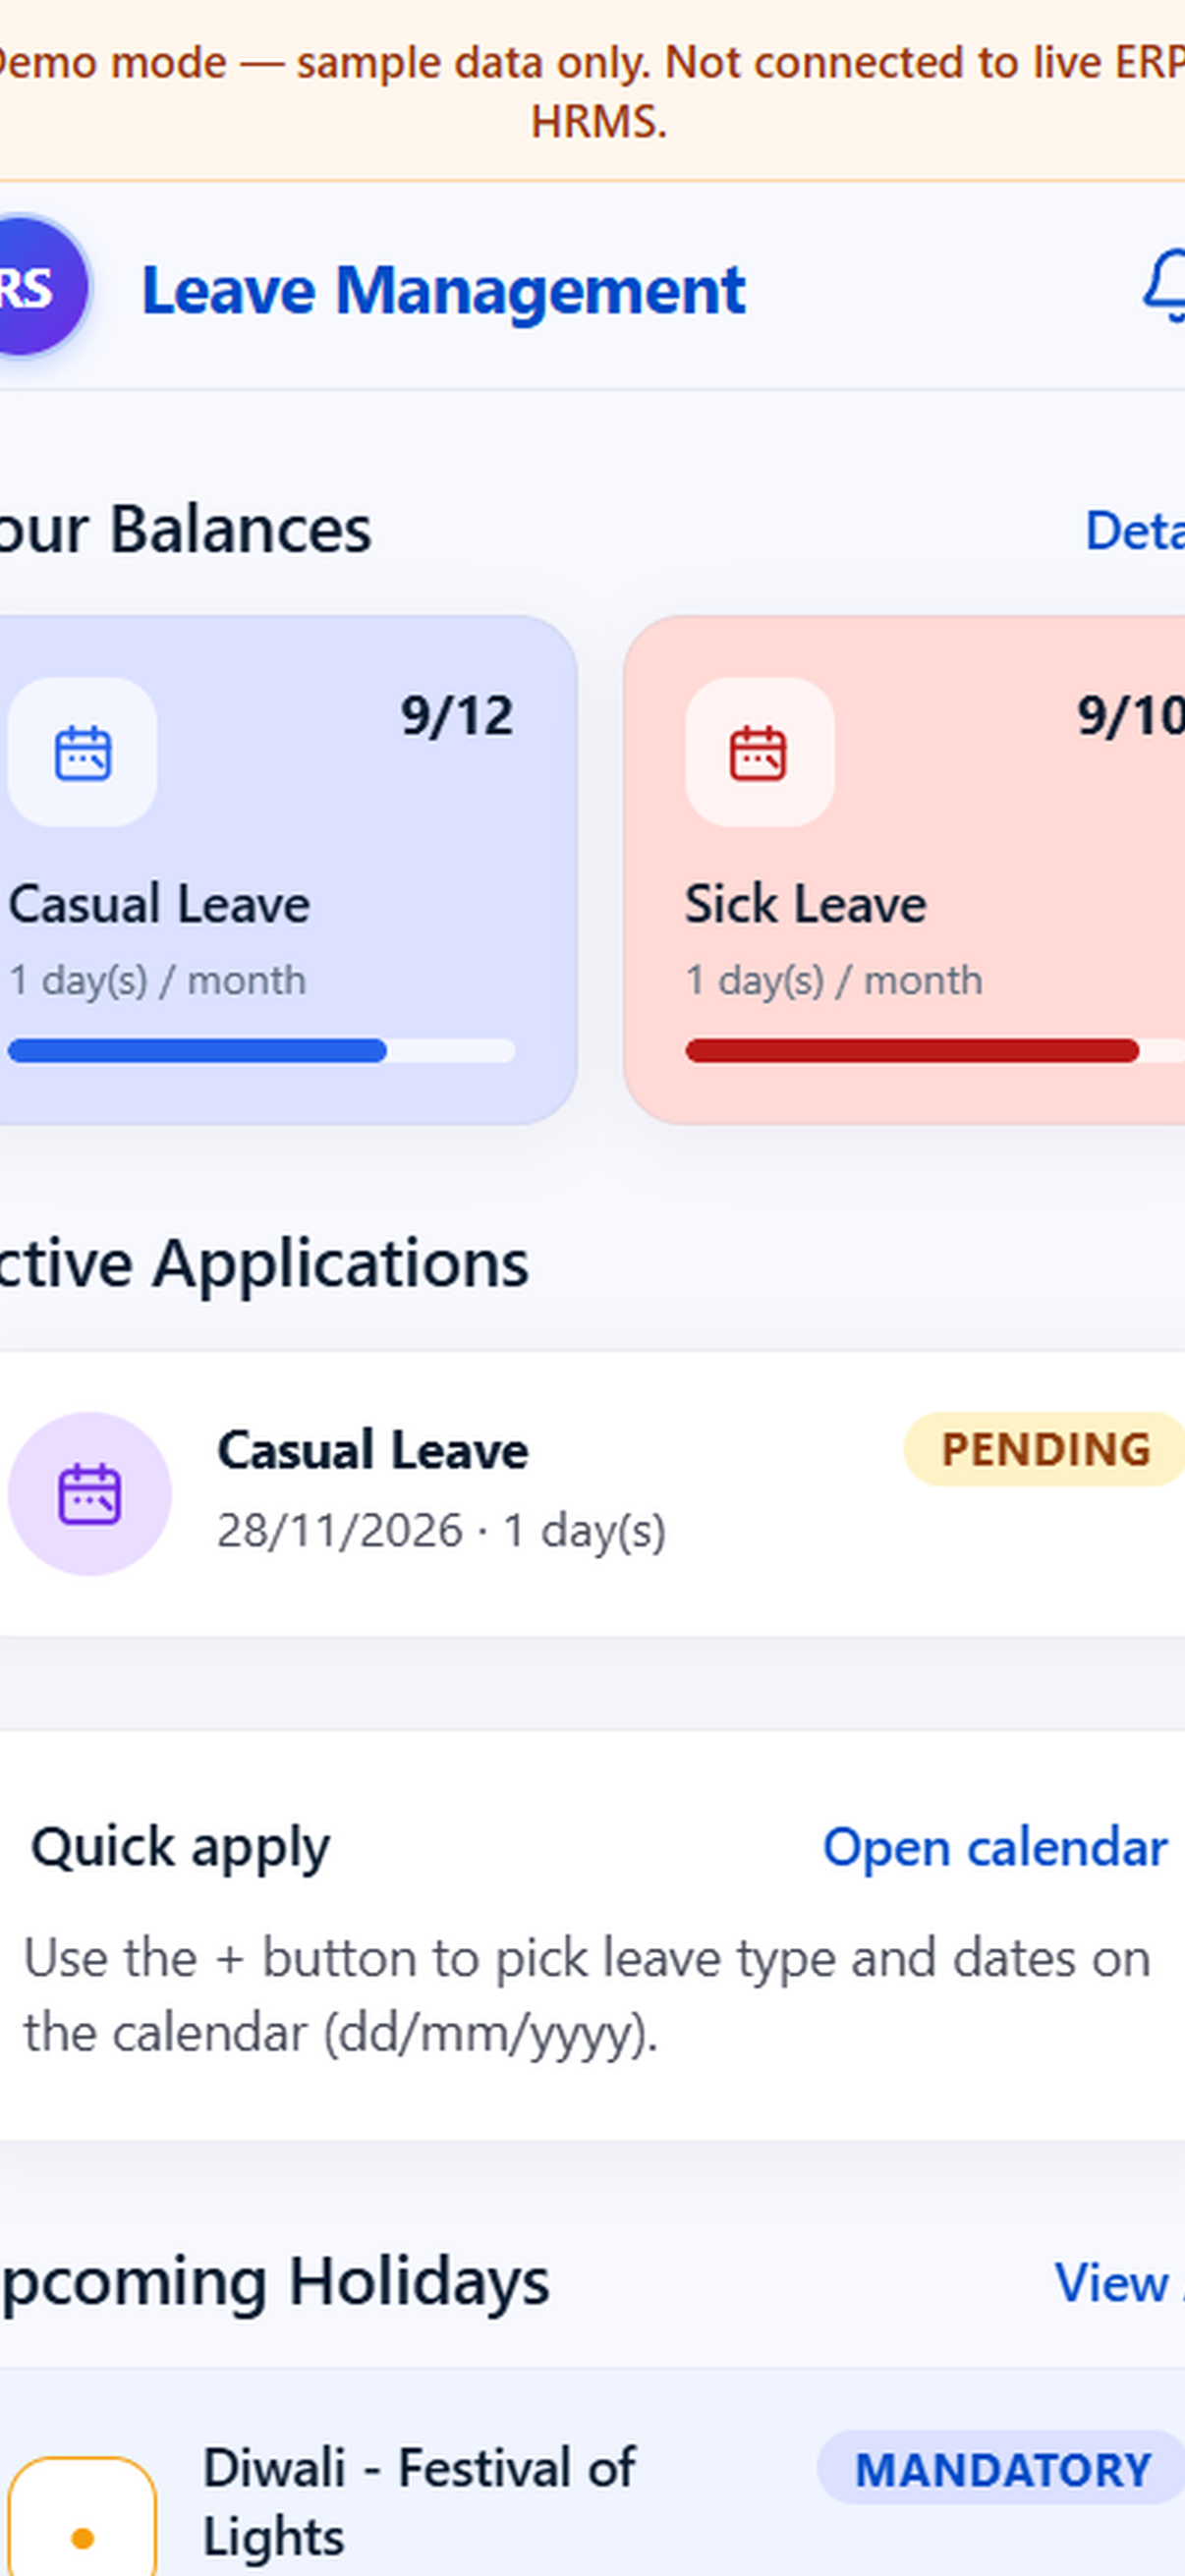 Demo mode — sample data only. Not connected to live ERP
HRMS.
RS
Leave Management
our Balances
Deta
9/12
9/10
Casual Leave
Sick Leave
1 day(s) / month
1 day(s) / month
ctive Applications
Casual Leave
PENDING
28/11/2026 · 1 day(s)
Quick apply
Open calendar
Use the + button to pick leave type and dates on
the calendar (dd/mm/yyyy).
pcoming Holidays
View
Diwali - Festival of
Lights
MANDATORY